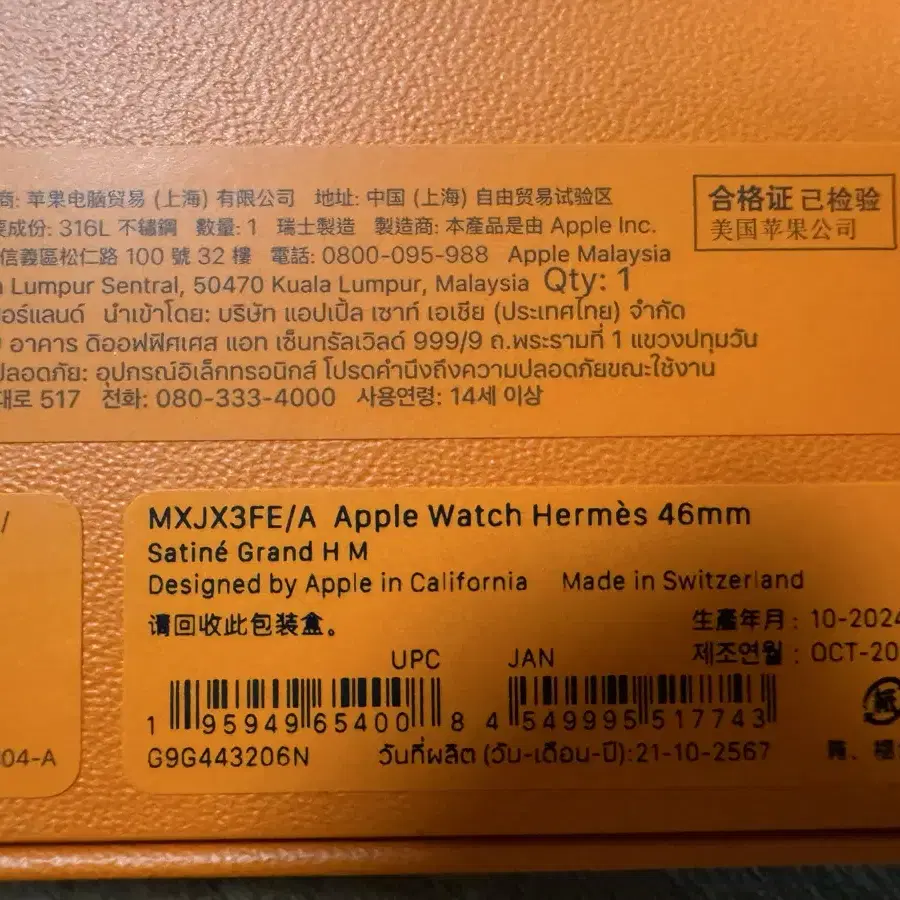 商: 苹果电脑贸易 (上海) 有限公司 地址: 中国 (上海) 自由贸易试验区
合格证 已检验
美国苹果公司
要成份: 316L 不鏽鋼 數量: 1 瑞士製造 製造商: 本產品是由 Apple Inc.
信義區松仁路 100 號 32 樓 電話: 0800-095-988 Apple Malaysia
Lumpur Sentral, 50470 Kuala Lumpur, Malaysia Qty: 1
อร์แลนด์ นำเข้าโดย: บริษัท แอปเปิ้ล เซาท์ เอเชีย (ประเทศไทย) จำกัด
อาคาร ดิออฟฟิศเศส แอท เซ็นทรัลเวิลด์ 999/9 ถ.พระรามที่ 1 แขวงปทุมวัน
ปลอดภัย: อุปกรณ์อิเล็กทรอนิกส์ โปรดคำนึงถึงความปลอดภัยขณะใช้งาน
대로 517 전화: 080-333-4000 사용연령: 14세 이상
/
04-A
MXJX3FE/A Apple Watch Hermès 46mm
Satiné Grand H M
Designed by Apple in California Made in Switzerland
请回收此包装盒。
生產年月: 10-2024
제조연월: OCT-20
UPC JAN
1 95949 65400 8 4 549995 517743
G9G443206N วันที่ผลิต (วัน-เดือน-ปี):21-10-2567
紙